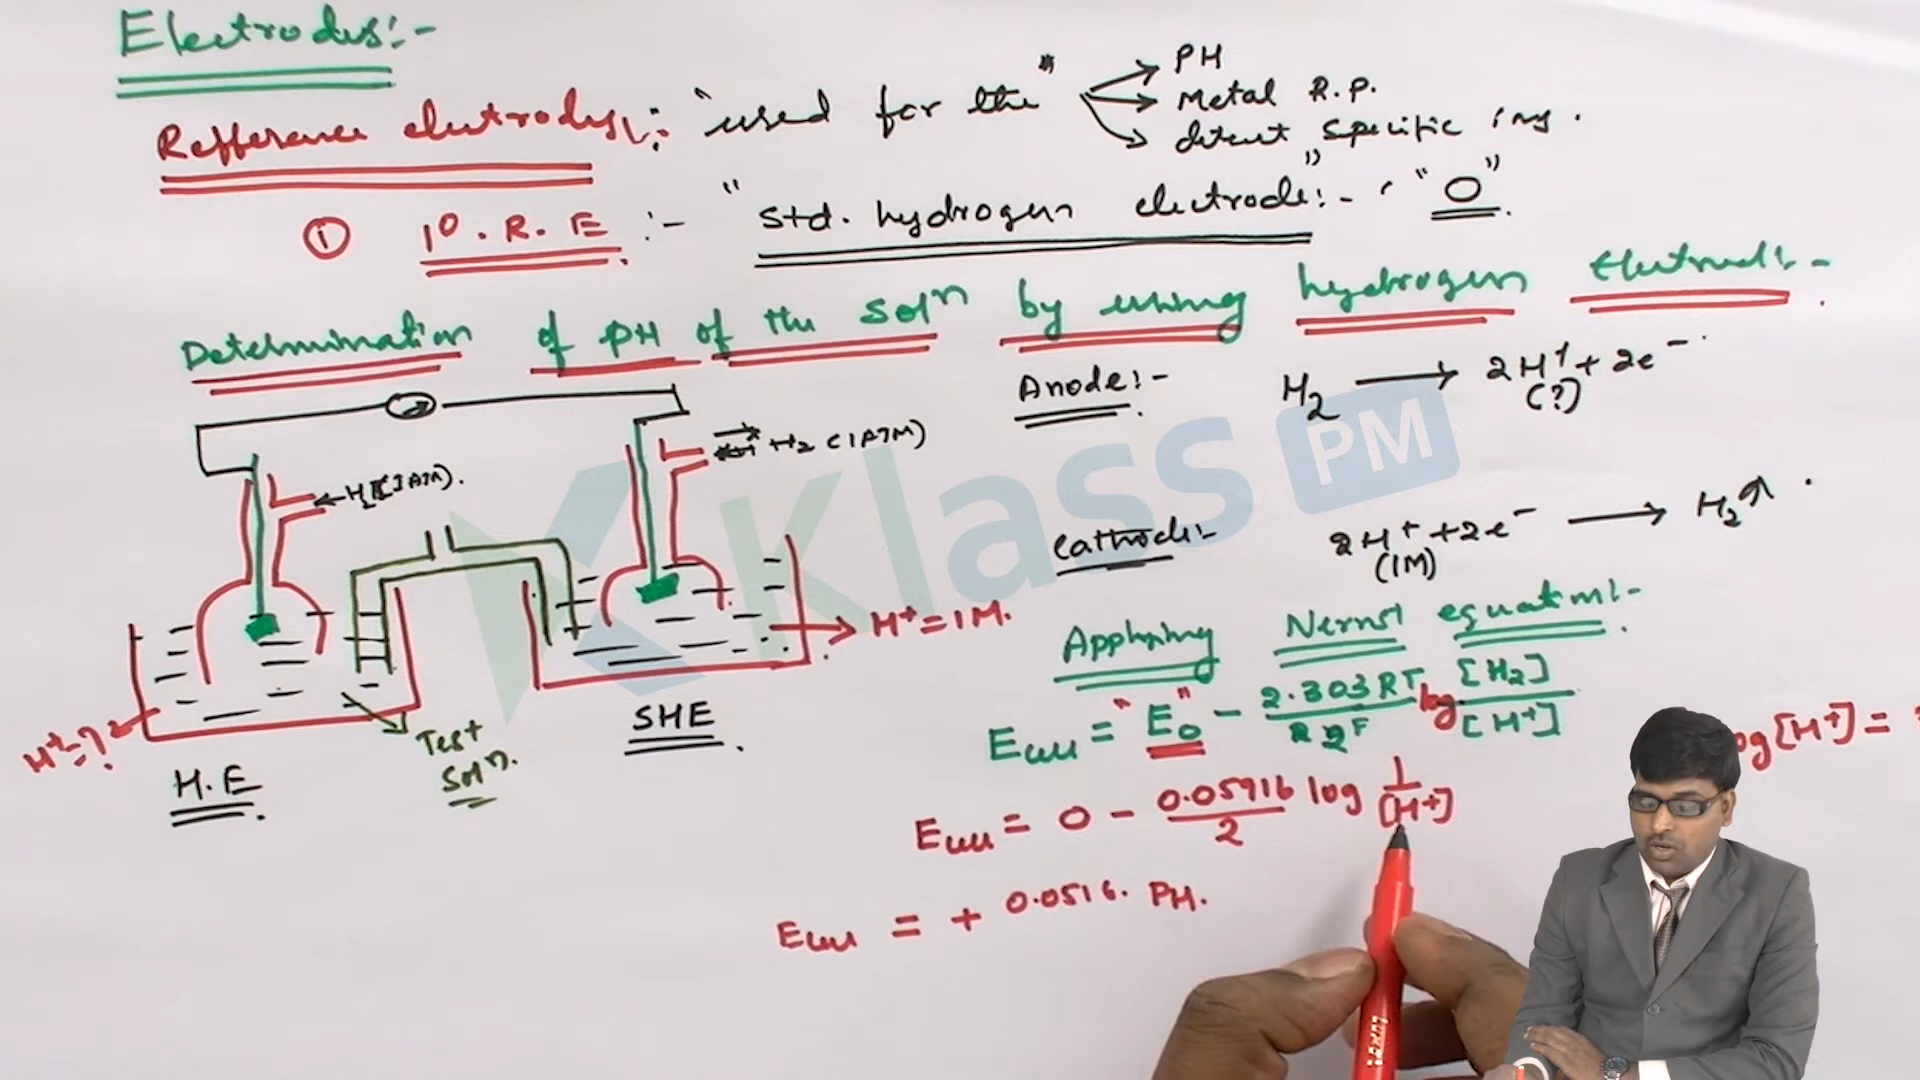 Electrodes:-
Refference electrodes:- "used for the"
PH
Metal R.P.
detect specific ions.
① 1°. R. E :- "Std. hydrogen electrode":- "0".
Determination of PH of the Solⁿ by using hydrogen Electrode:-
Anode:- H₂ → 2H⁺ + 2e⁻
(?)
H₂ (1ATM)
Cathode:- 2H⁺ + 2e⁻ → H₂↑.
(1M)
H⁺ = 1M.
H⁺=?
Test Solⁿ.
H.E
SHE.
Applying Nernst equation:-
Ecell = "E₀" - 2.303RT log [H₂]
[H⁺]
log[H⁺] =
Ecell = 0 - 0.05916 log 1
2 [H⁺]
Ecell = + 0.0516. PH.
Klass PM
LUXOR